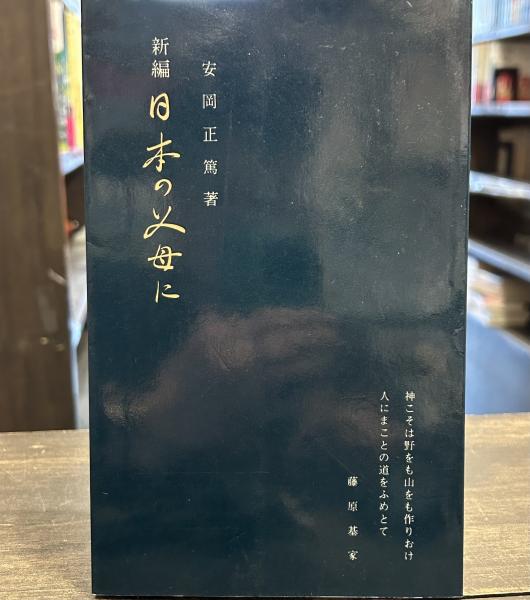 安岡正篤著
新編 日本の父母に
神こそは野をも山をも作りおけ
人にまことの道をふめとて
藤原基家